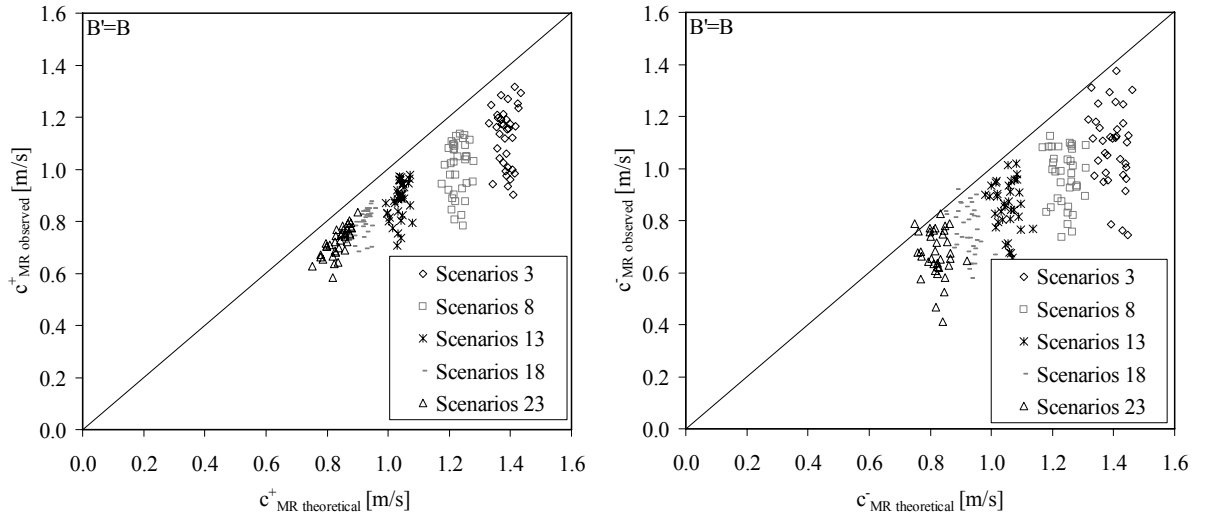 B'=B
1.6
1.4
1.2
1.0
0.8
0.6
0.4
0.2
0.0
c⁺MR observed [m/s]
Scenarios 3
Scenarios 8
Scenarios 13
Scenarios 18
Scenarios 23
0.0 0.2 0.4 0.6 0.8 1.0 1.2 1.4 1.6
c⁺MR theoretical [m/s]
B'=B
1.6
1.4
1.2
1.0
0.8
0.6
0.4
0.2
0.0
c⁻MR observed [m/s]
Scenarios 3
Scenarios 8
Scenarios 13
Scenarios 18
Scenarios 23
0.0 0.2 0.4 0.6 0.8 1.0 1.2 1.4 1.6
c⁻MR theoretical [m/s]